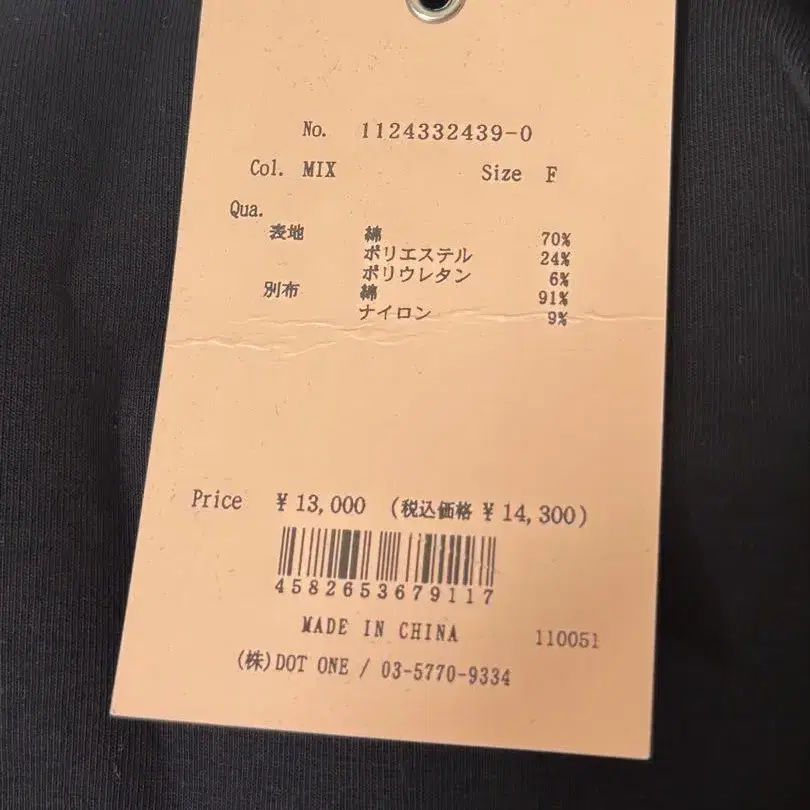 No. 1124332439-0
Col. MIX Size F
Qua.
表地 綿 70%
ポリエステル 24%
ポリウレタン 6%
別布 綿 91%
ナイロン 9%
Price ¥13,000 (税込価格 ¥14,300)
4582653679117
MADE IN CHINA 110051
(株)DOT ONE / 03-5770-9334